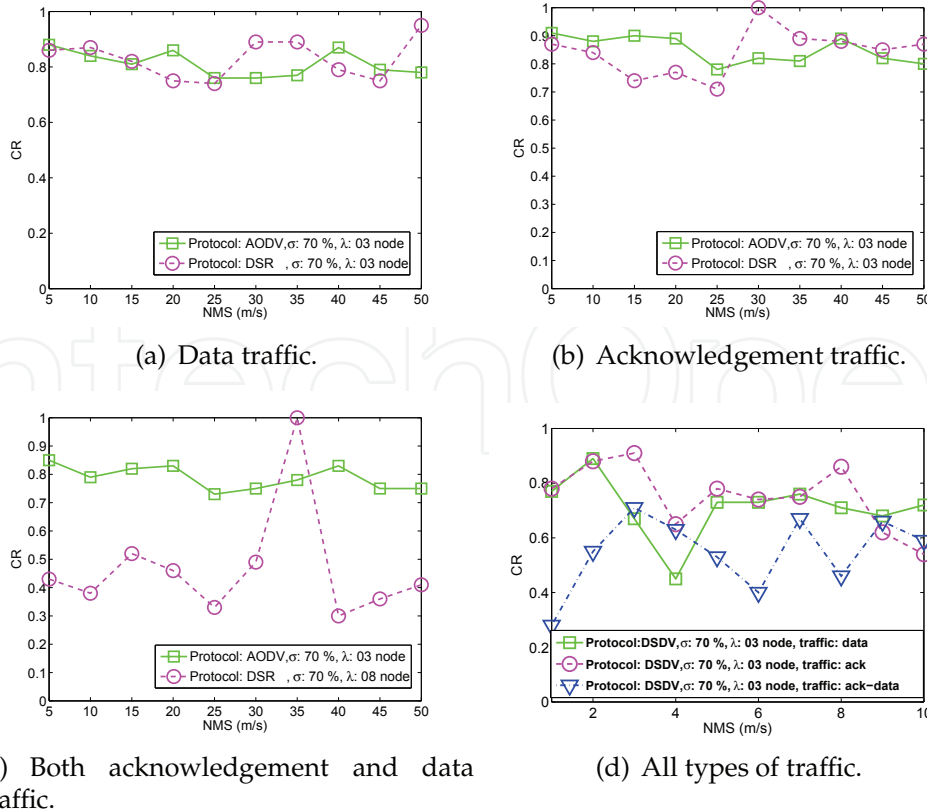 1
0.8
0.6
0.4
0.2
0
CR
5 10 15 20 25 30 35 40 45 50
NMS (m/s)
Protocol: AODV,σ: 70 %, λ: 03 node
Protocol: DSR , σ: 70 %, λ: 03 node
(a) Data traffic.
1
0.9
0.8
0.7
0.6
0.5
0.4
0.3
0.2
0.1
0
CR
5 10 15 20 25 30 35 40 45 50
NMS (m/s)
Protocol: AODV,σ: 70 %, λ: 03 node
Protocol: DSR , σ: 70 %, λ: 03 node
(b) Acknowledgement traffic.
1
0.9
0.8
0.7
0.6
0.5
0.4
0.3
0.2
0.1
0
CR
5 10 15 20 25 30 35 40 45 50
NMS (m/s)
Protocol: AODV,σ: 70 %, λ: 03 node
Protocol: DSR , σ: 70 %, λ: 08 node
) Both acknowledgement and data
affic.
1
0.8
0.6
0.4
0.2
0
CR
2 4 6 8 10
NMS (m/s)
Protocol:DSDV,σ: 70 %, λ: 03 node, traffic: data
Protocol: DSDV,σ: 70 %, λ: 03 node, traffic: ack
Protocol: DSDV,σ: 70 %, λ: 03 node, traffic: ack-data
(d) All types of traffic.